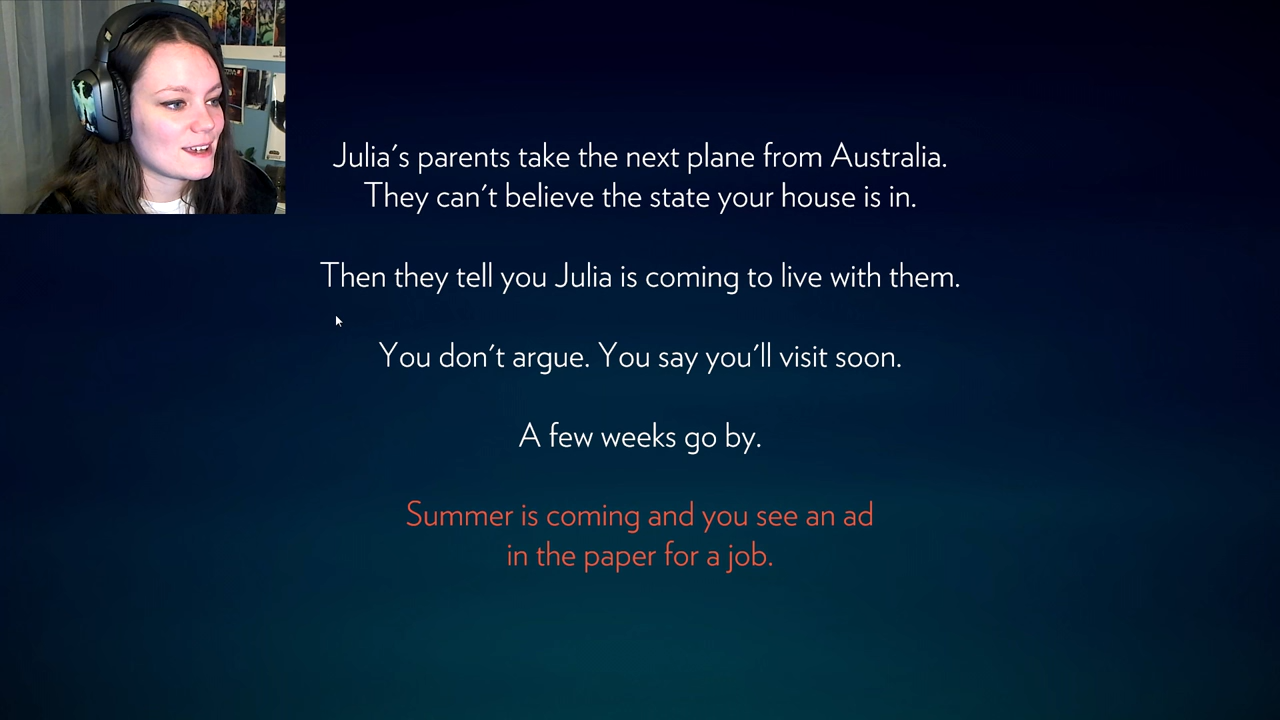 Julia's parents take the next plane from Australia.
They can't believe the state your house is in.
Then they tell you Julia is coming to live with them.
You don't argue. You say you'll visit soon.
A few weeks go by.
Summer is coming and you see an ad
in the paper for a job.